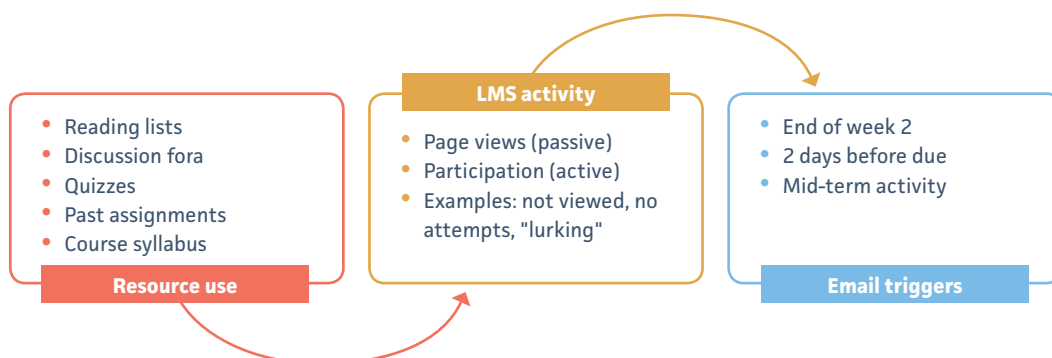 • Reading lists
• Discussion fora
• Quizzes
• Past assignments
• Course syllabus
Resource use
LMS activity
• Page views (passive)
• Participation (active)
• Examples: not viewed, no
attempts, "lurking"
• End of week 2
• 2 days before due
• Mid-term activity
Email triggers